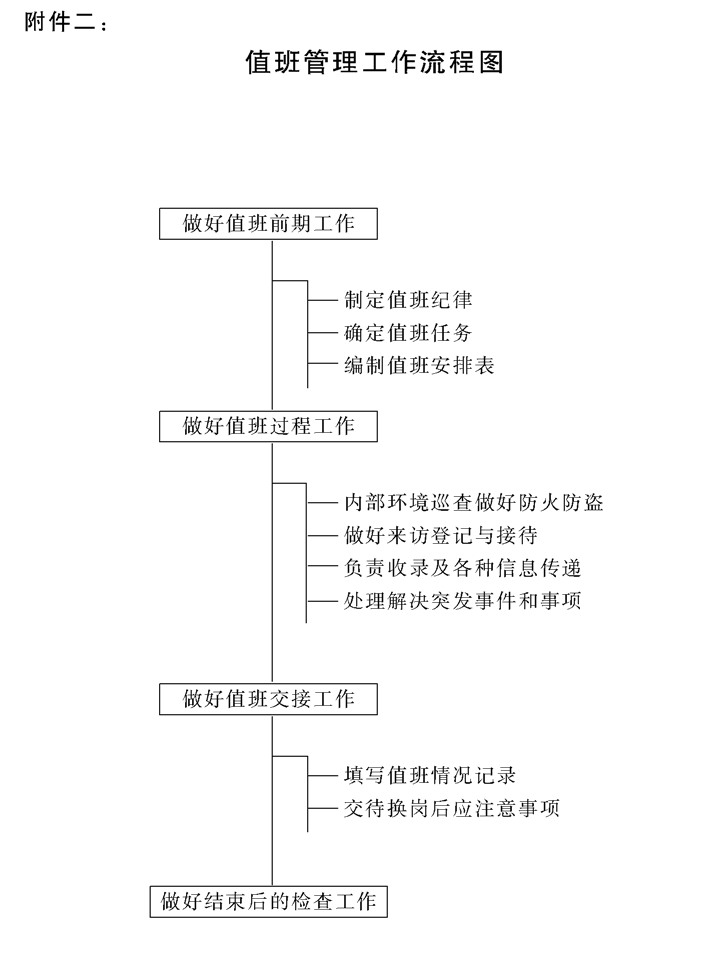 附件二：
值班管理工作流程图
做好值班前期工作
制定值班纪律
确定值班任务
编制值班安排表
做好值班过程工作
内部环境巡查做好防火防盗
做好来访登记与接待
负责收录及各种信息传递
处理解决突发事件和事项
做好值班交接工作
填写值班情况记录
交待换岗后应注意事项
做好结束后的检查工作